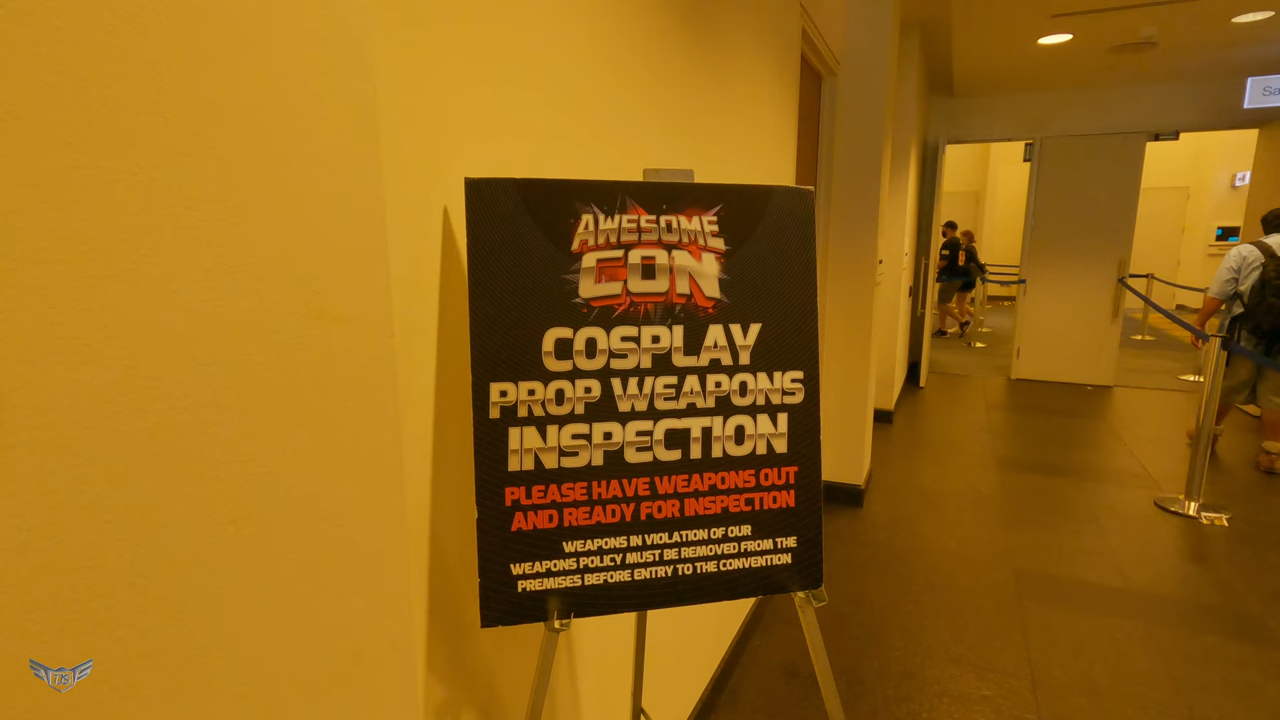 AWESOME
CON
COSPLAY
PROP WEAPONS
INSPECTION
PLEASE HAVE WEAPONS OUT
AND READY FOR INSPECTION
WEAPONS IN VIOLATION OF OUR
WEAPONS POLICY MUST BE REMOVED FROM THE
PREMISES BEFORE ENTRY TO THE CONVENTION